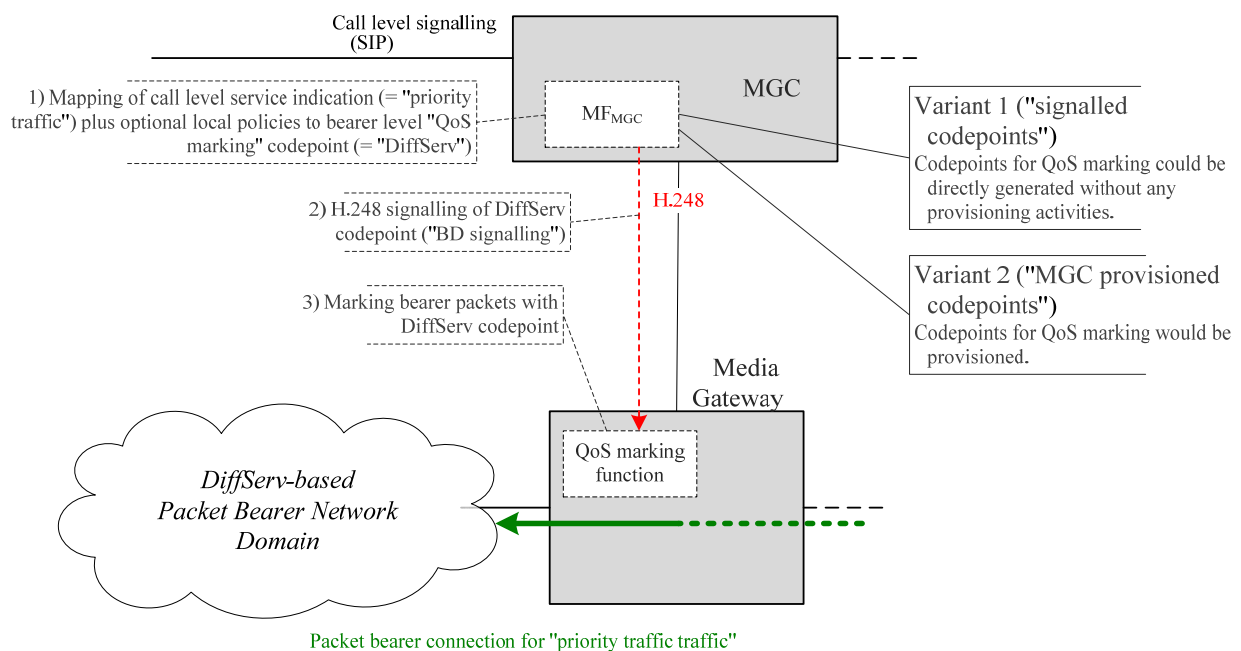 Call level signalling
(SIP)
MGC
1) Mapping of call level service indication (= "priority
traffic") plus optional local policies to bearer level "QoS
marking" codepoint (= "DiffServ")
MFMGC
Variant 1 ("signalled
codepoints")
Codepoints for QoS marking could be
directly generated without any
provisioning activities.
H.248
2) H.248 signalling of DiffServ
codepoint ("BD signalling")
Variant 2 ("MGC provisioned
codepoints")
Codepoints for QoS marking would be
provisioned.
3) Marking bearer packets with
DiffServ codepoint
Media
Gateway
QoS marking
function
DiffServ-based
Packet Bearer Network
Domain
Packet bearer connection for "priority traffic traffic"